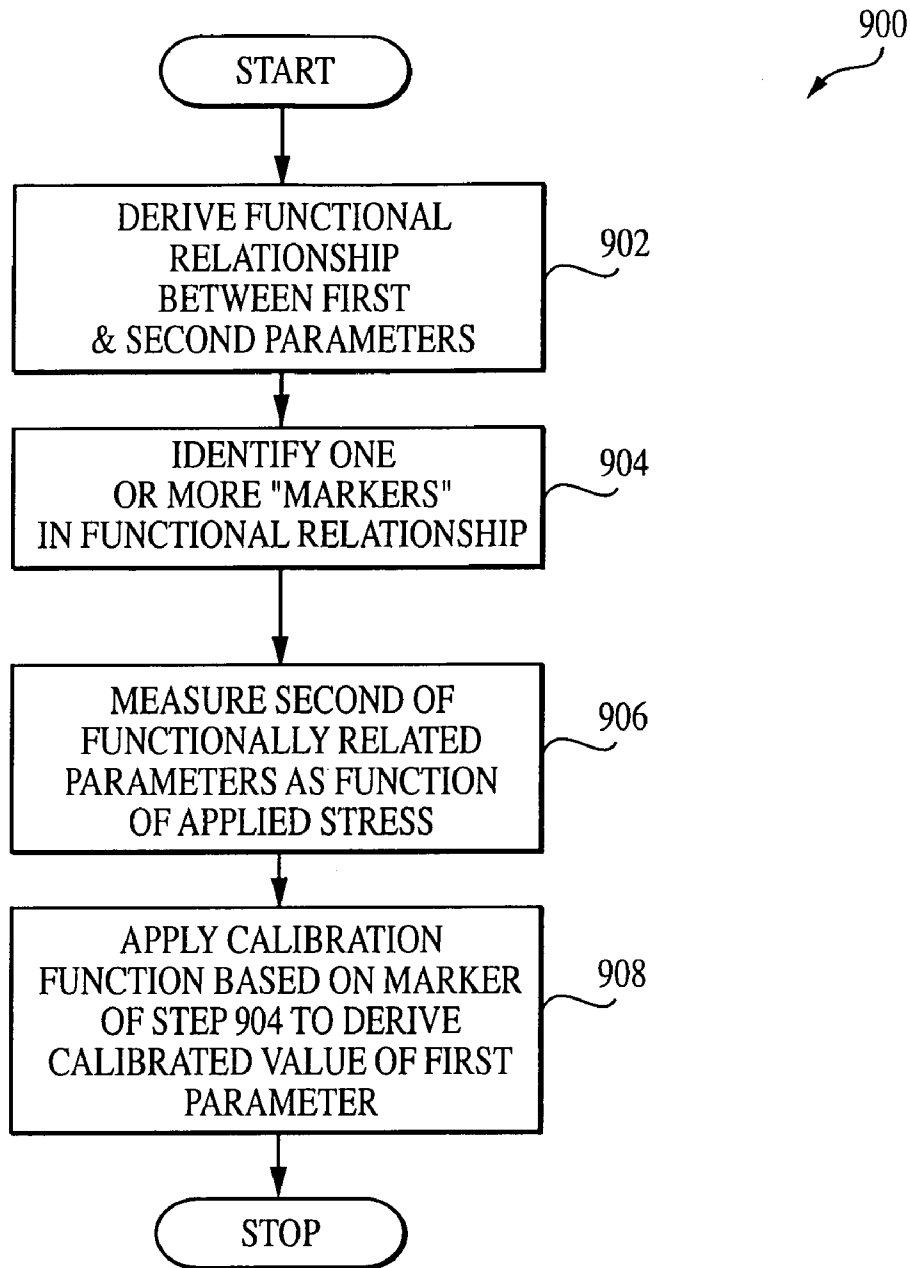 900
START
DERIVE FUNCTIONAL
RELATIONSHIP
BETWEEN FIRST
& SECOND PARAMETERS
902
IDENTIFY ONE
OR MORE "MARKERS"
IN FUNCTIONAL RELATIONSHIP
904
MEASURE SECOND OF
FUNCTIONALLY RELATED
PARAMETERS AS FUNCTION
OF APPLIED STRESS
906
APPLY CALIBRATION
FUNCTION BASED ON MARKER
OF STEP 904 TO DERIVE
CALIBRATED VALUE OF FIRST
PARAMETER
908
STOP